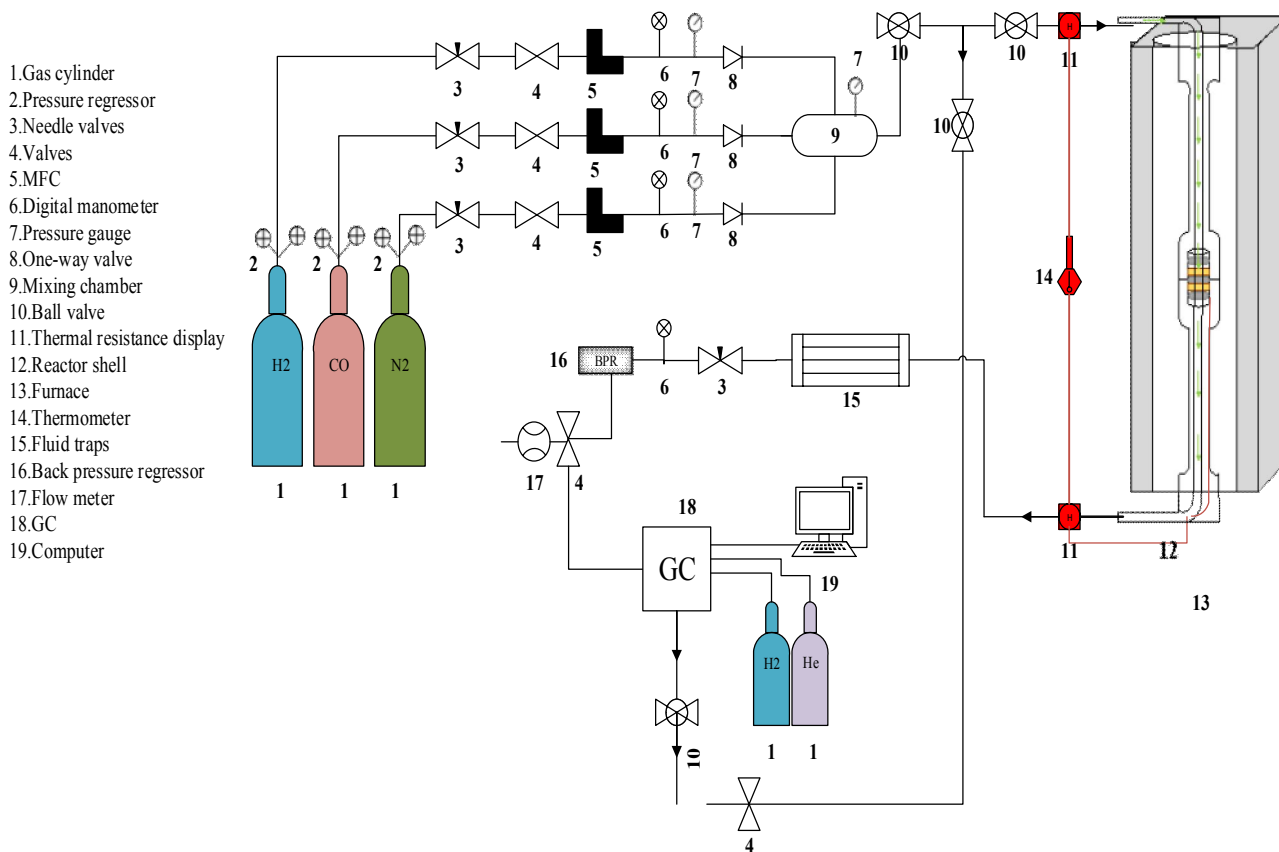 1.Gas cylinder
2.Pressure regressor
3.Needle valves
4.Valves
5.MFC
6.Digital manometer
7.Pressure gauge
8.One-way valve
9.Mixing chamber
10.Ball valve
11.Thermal resistance display
12.Reactor shell
13.Furnace
14.Thermometer
15.Fluid traps
16.Back pressure regressor
17.Flow meter
18.GC
19.Computer
3 4 5 6 7 8
3 4 5 6 7 8
3 4 5 6 7 8
7
9
10 10
10
H
11
2 2 2
H2 CO N2
1 1 1
14
16 BPR 6 3 15
17 4
18
GC
19
H2 He
1 1
10
4
H
11
12
13